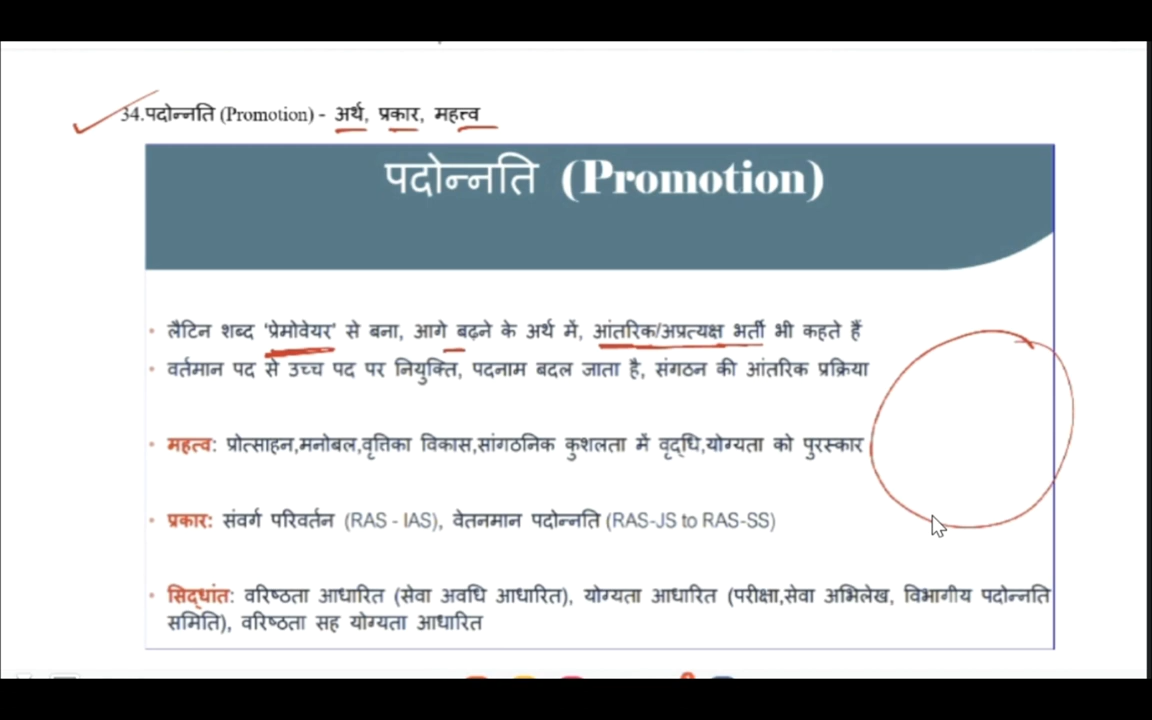 34.पदोन्नति (Promotion) - अर्थ, प्रकार, महत्त्व
पदोन्नति (Promotion)
• लैटिन शब्द 'प्रेमोवेयर' से बना, आगे बढ़ने के अर्थ में, आंतरिक/अप्रत्यक्ष भर्ती भी कहते हैं
• वर्तमान पद से उच्च पद पर नियुक्ति, पदनाम बदल जाता है, संगठन की आंतरिक प्रक्रिया
• महत्व: प्रोत्साहन,मनोबल,वृत्तिका विकास,सांगठनिक कुशलता में वृद्धि,योग्यता को पुरस्कार
• प्रकार: संवर्ग परिवर्तन (RAS - IAS), वेतनमान पदोन्नति (RAS-JS to RAS-SS)
• सिद्धांत: वरिष्ठता आधारित (सेवा अवधि आधारित), योग्यता आधारित (परीक्षा,सेवा अभिलेख, विभागीय पदोन्नति
समिति), वरिष्ठता सह योग्यता आधारित